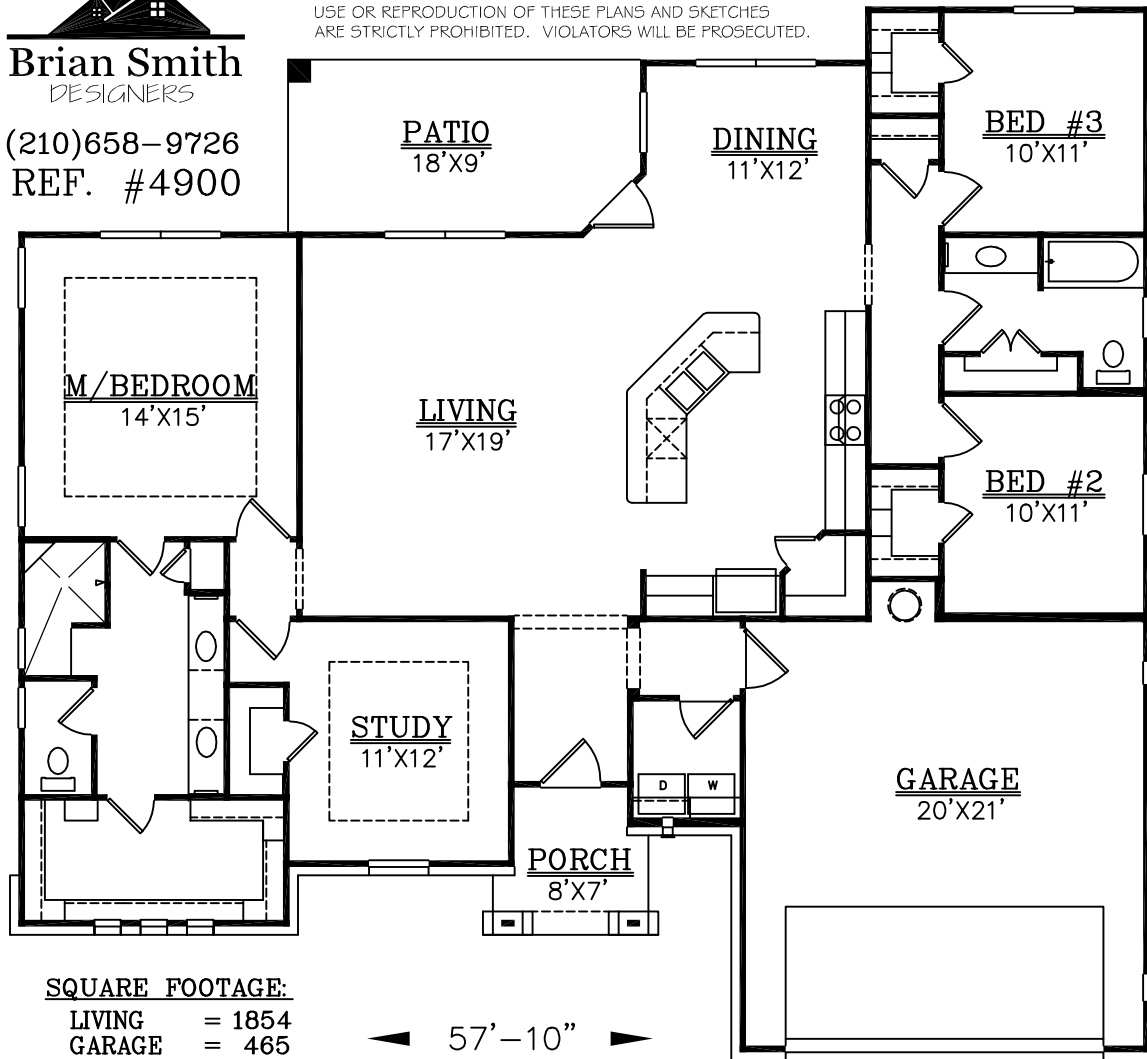 USE OR REPRODUCTION OF THESE PLANS AND SKETCHES
ARE STRICTLY PROHIBITED. VIOLATORS WILL BE PROSECUTED.
Brian Smith
DESIGNERS
(210)658-9726
REF. #4900
PATIO
18'X9'
DINING
11'X12'
BED #3
10'X11'
M/BEDROOM
14'X15'
LIVING
17'X19'
BED #2
10'X11'
STUDY
11'X12'
D W
GARAGE
20'X21'
PORCH
8'X7'
SQUARE FOOTAGE:
LIVING = 1854
GARAGE = 465
57'-10"